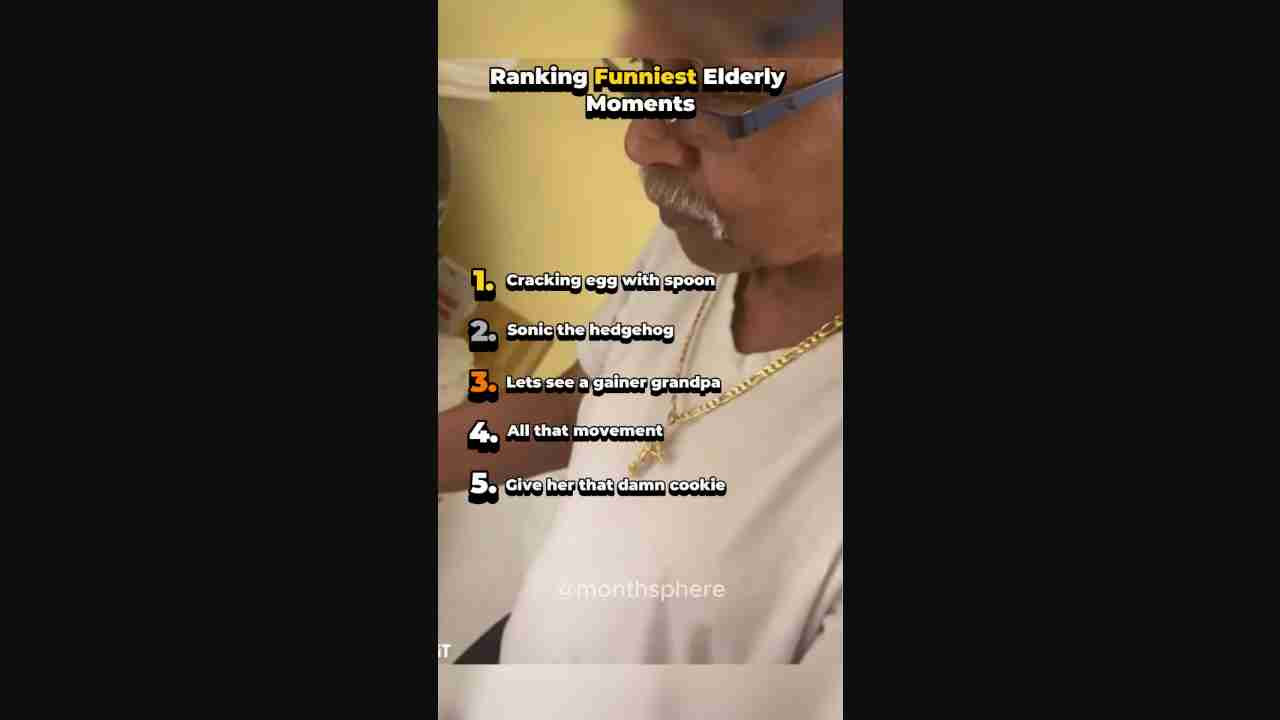 Ranking Funniest Elderly
Moments
1. Cracking egg with spoon
2. Sonic the hedgehog
3. Lets see a gainer grandpa
4. All that movement
5. Give her that damn cookie
@monthsphere